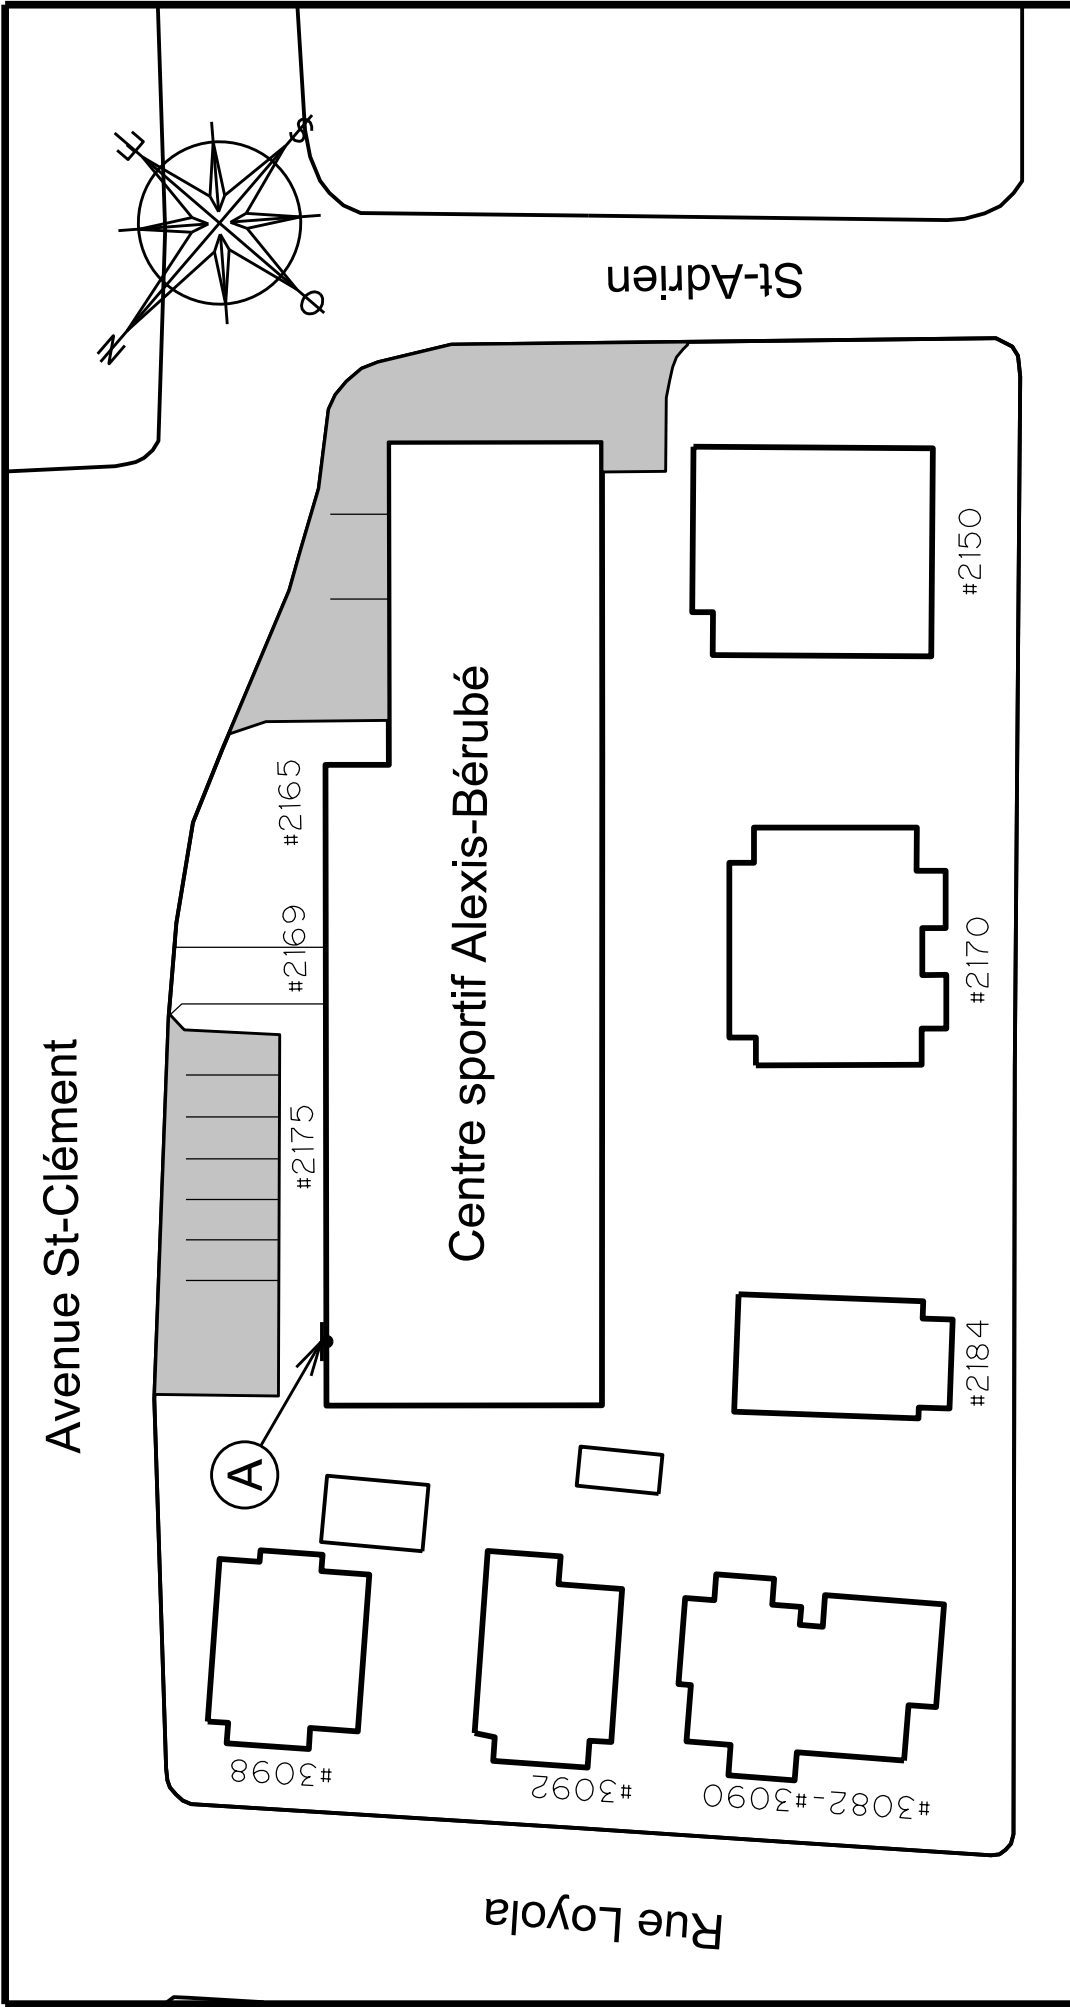 E
S
N
O
St-Adrien
#2150
Centre sportif Alexis-Bérubé
#2165
#2169
#2170
Avenue St-Clément
#2175
#2184
A
#3098
#3092
#3082-#3090
Rue Loyola